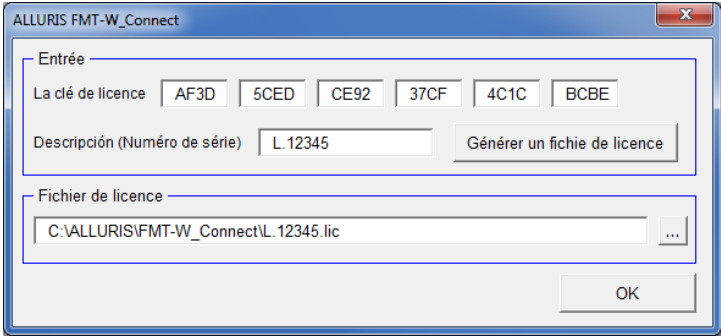 ALLURIS FMT-W_Connect
Entrée
La clé de licence AF3D 5CED CE92 37CF 4C1C BCBE
Descripción (Numéro de série) L.12345 Générer un fichie de licence
Fichier de licence
C:\ALLURIS\FMT-W_Connect\L.12345.lic ...
OK